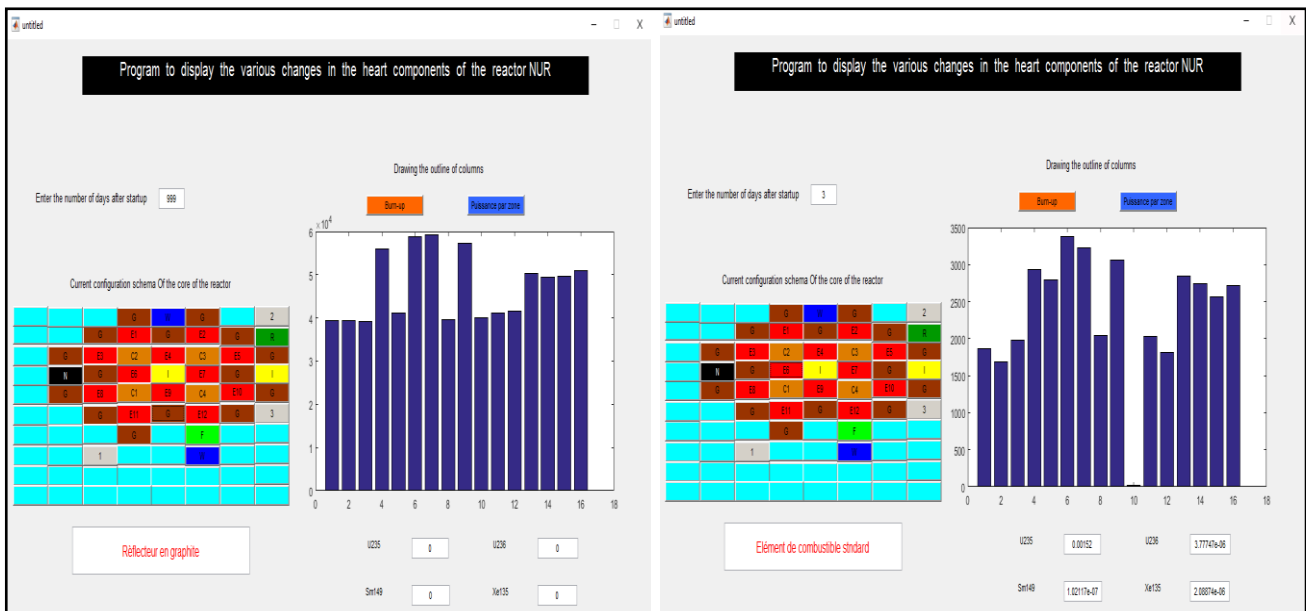 untitled
Program to display the various changes in the heart components of the reactor NUR
Drawing the outline of columns
Enter the number of days after startup 999
Burn-up Puissance par zone
×10^4
6
5
4
3
2
1
0
0 2 4 6 8 10 12 14 16 18
Current configuration schema Of the core of the reactor
G G 2
G E1 G E2 G R
G E3 C2 E4 C3 E5 G
N G E6 I E7 G I
G E8 C1 E9 C4 E10 G
G E11 G E12 G 3
G F
1
Réflecteur en graphite
U235 0 U236 0
Sm149 0 Xe135 0
untitled
Program to display the various changes in the heart components of the reactor NUR
Drawing the outline of columns
Enter the number of days after startup 3
Burn-up Puissance par zone
3500
3000
2500
2000
1500
1000
500
0
0 2 4 6 8 10 12 14 16 18
Current configuration schema Of the core of the reactor
G G 2
G E1 G E2 G R
G E3 C2 E4 C3 E5 G
N G E6 I E7 G I
G E8 C1 E9 C4 E10 G
G E11 G E12 G 3
G F
1
Elément de combustible stndard
U235 0.00152 U236 3.77747e-06
Sm149 1.02117e-07 Xe135 2.08874e-06